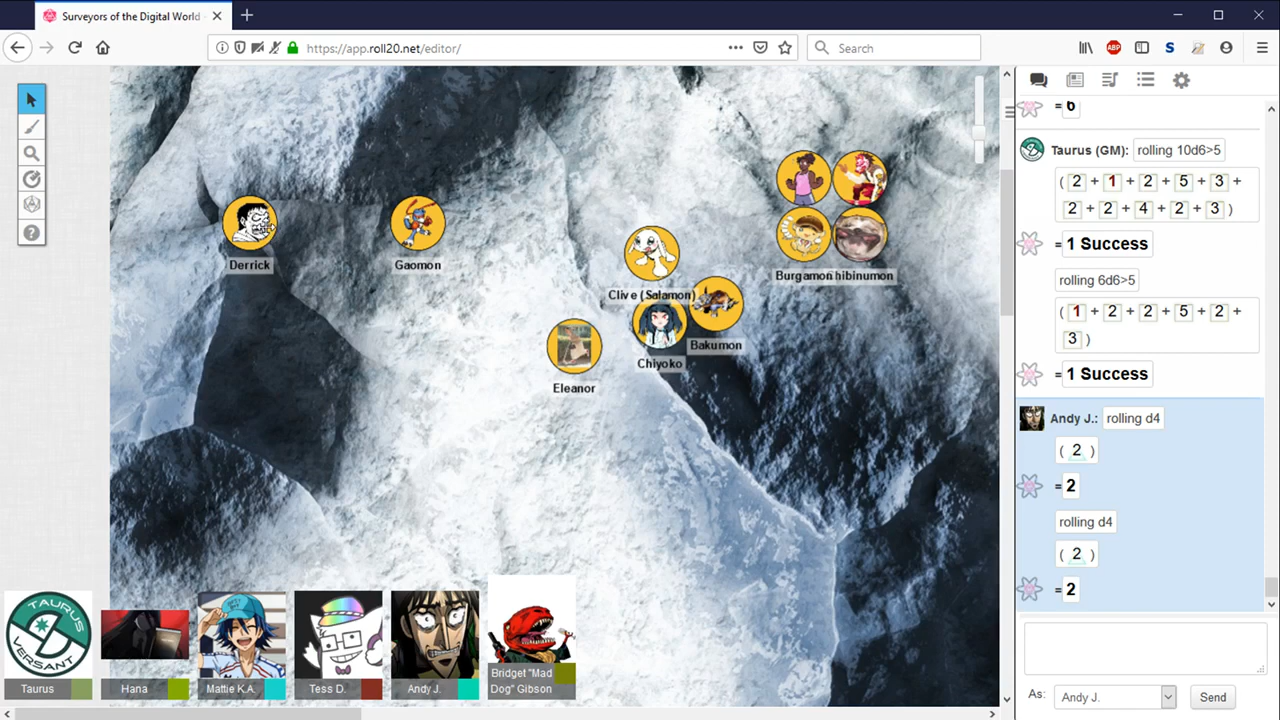 Surveyors of the Digital World
https://app.roll20.net/editor/
Search
ABP
S
Derrick
Gaomon
Clive (Salamon)
Burgamon
hibinumon
Bakumon
Chiyoko
Eleanor
= 6
Taurus (GM): rolling 10d6>5
( 2 + 1 + 2 + 5 + 3 +
2 + 2 + 4 + 2 + 3 )
= 1 Success
rolling 6d6>5
( 1 + 2 + 2 + 5 + 2 +
3 )
= 1 Success
Andy J.: rolling d4
( 2 )
= 2
rolling d4
( 2 )
= 2
As: Andy J. Send
TAURUS
VERSANT
Taurus
Hana
Mattie K.A.
Tess D.
Andy J.
Bridget "Mad
Dog" Gibson